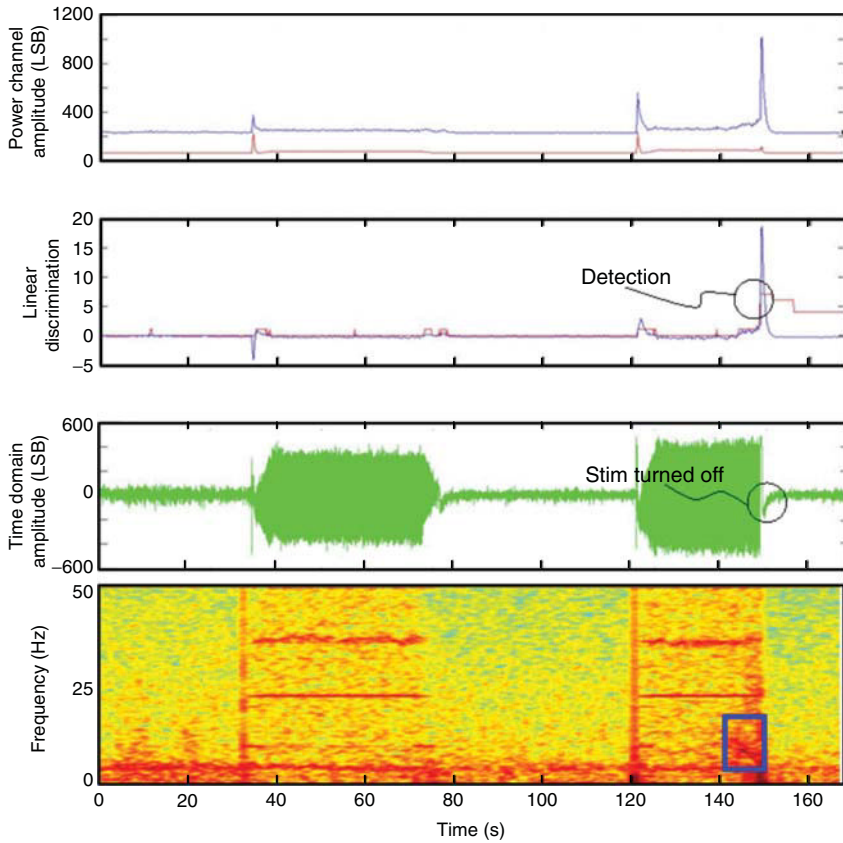 1200
800
400
0
Power channel
amplitude (LSB)
20
15
10
5
0
−5
Linear
discrimination
Detection
600
0
−600
Time domain
amplitude (LSB)
Stim turned off
50
25
0
Frequency (Hz)
0 20 40 60 80 100 120 140 160
Time (s)